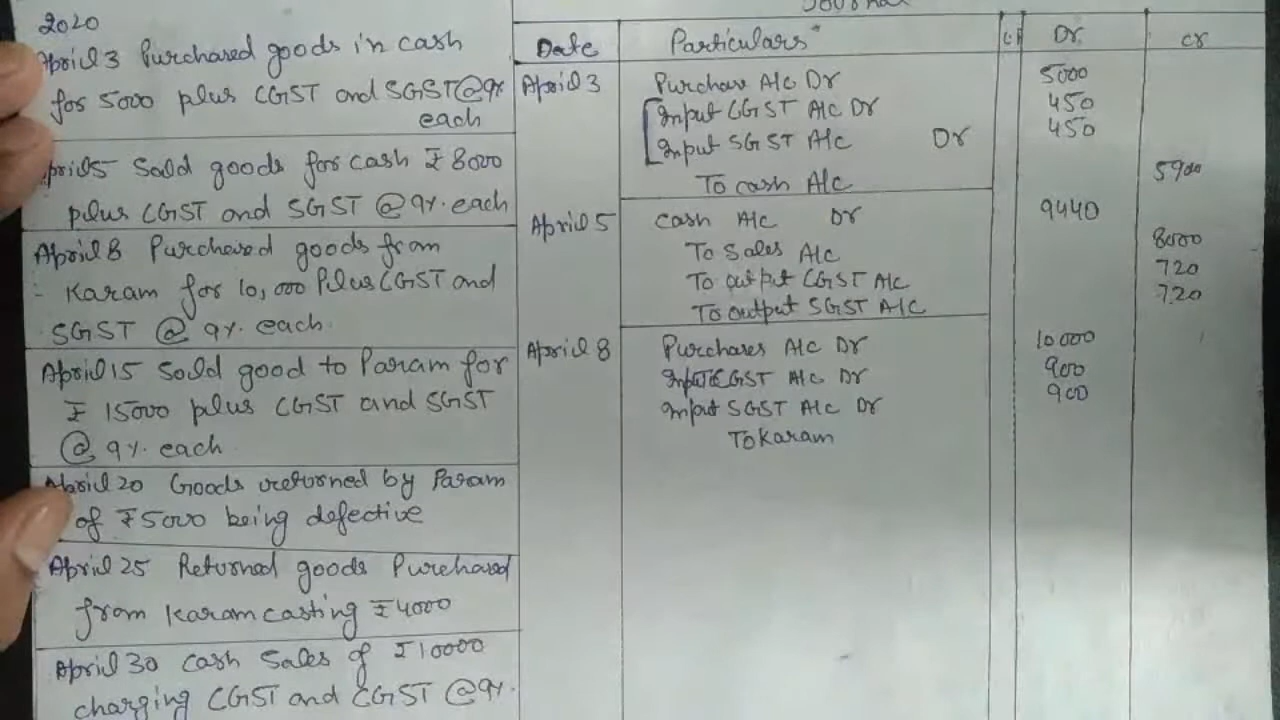 2020
April 3 Purchased goods in cash
for 5000 plus CGST and SGST @ 9%
each
April 5 Sold goods for cash ₹ 8000
plus CGST and SGST @ 9%. each
April 8 Purchased goods from
Karam for 10,000 Plus CGST and
SGST @ 9%. each.
April 15 Sold good to Param for
₹ 15000 plus CGST and SGST
@ 9%. each
April 20 Goods returned by Param
of ₹ 5000 being defective
April 25 Returned goods Purchased
from Karam casting ₹ 4000
April 30 Cash Sales of ₹ 10000
charging CGST and CGST @ 9%.
Journal
Date Particulars Dr. cr
April 3 Purchase A/c Dr 5000
Input CGST A/c Dr 450
Input SGST A/c Dr 450
To cash A/c 5900
April 5 cash A/c Dr 9440
To Sales A/c 8000
To output CGST A/c 720
To output SGST A/c 720
April 8 Purchases A/c Dr 10000
Input CGST A/c Dr 900
Input SGST A/c Dr 900
To Karam